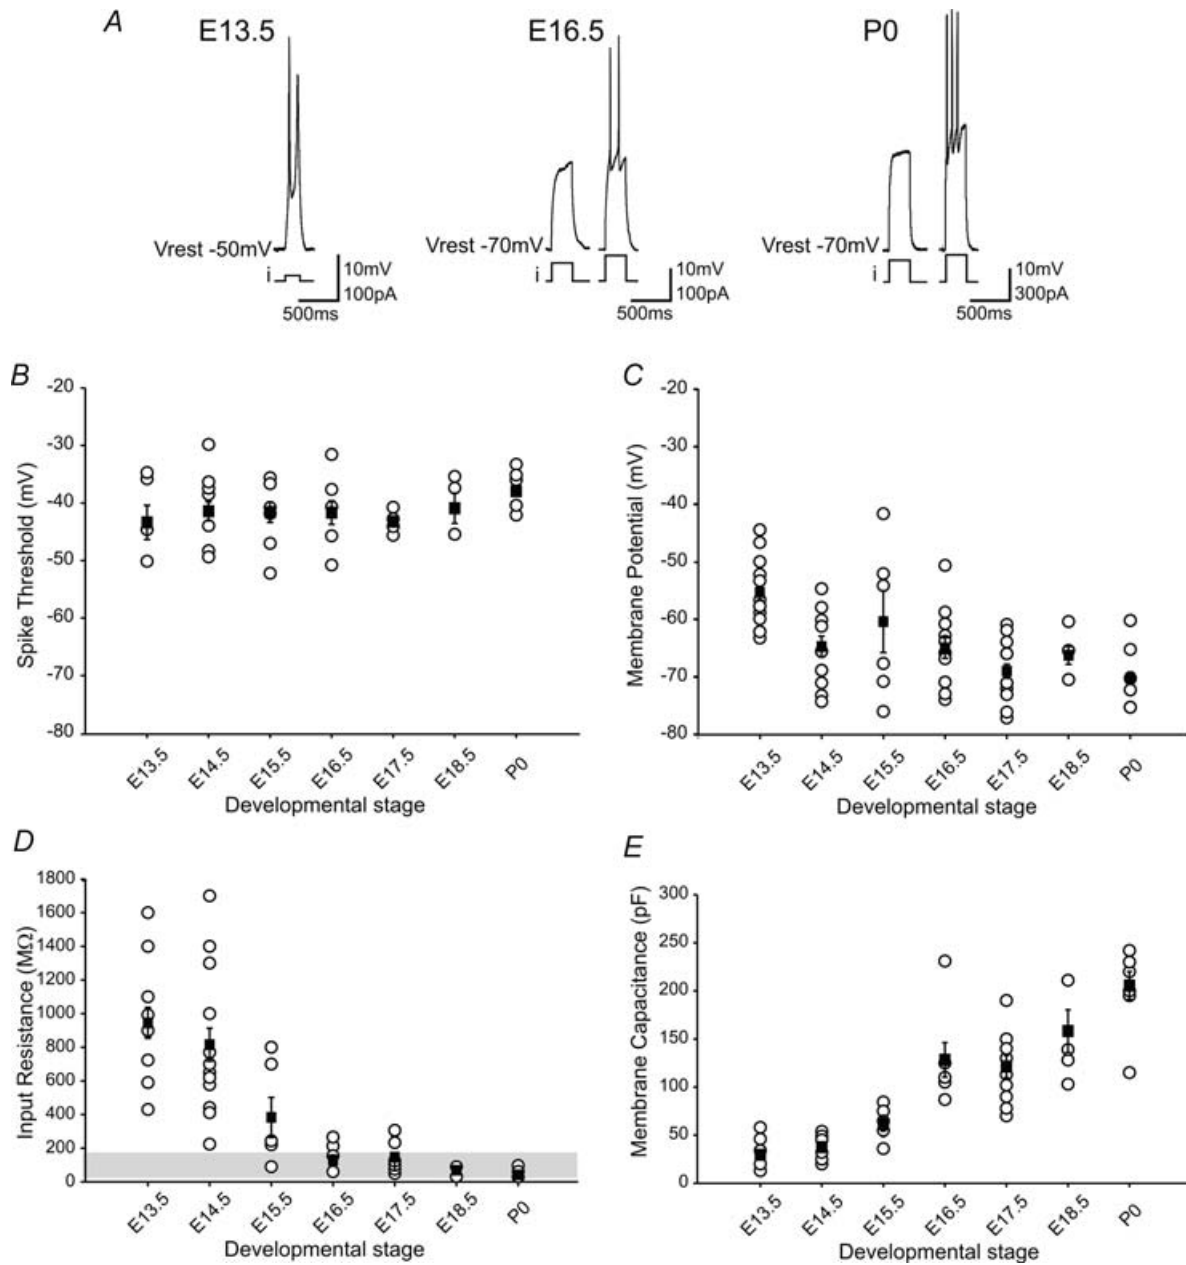 A
E13.5
E16.5
P0
Vrest -50mV
i
10mV
100pA
500ms
Vrest -70mV
i
10mV
100pA
500ms
Vrest -70mV
i
10mV
300pA
500ms
B
Spike Threshold (mV)
-20
-30
-40
-50
-60
-70
-80
E13.5
E14.5
E15.5
E16.5
E17.5
E18.5
P0
Developmental stage
C
Membrane Potential (mV)
-20
-30
-40
-50
-60
-70
-80
E13.5
E14.5
E15.5
E16.5
E17.5
E18.5
P0
Developmental stage
D
Input Resistance (MΩ)
1800
1600
1400
1200
1000
800
600
400
200
0
E13.5
E14.5
E15.5
E16.5
E17.5
E18.5
P0
Developmental stage
E
Membrane Capacitance (pF)
300
250
200
150
100
50
0
E13.5
E14.5
E15.5
E16.5
E17.5
E18.5
P0
Developmental stage